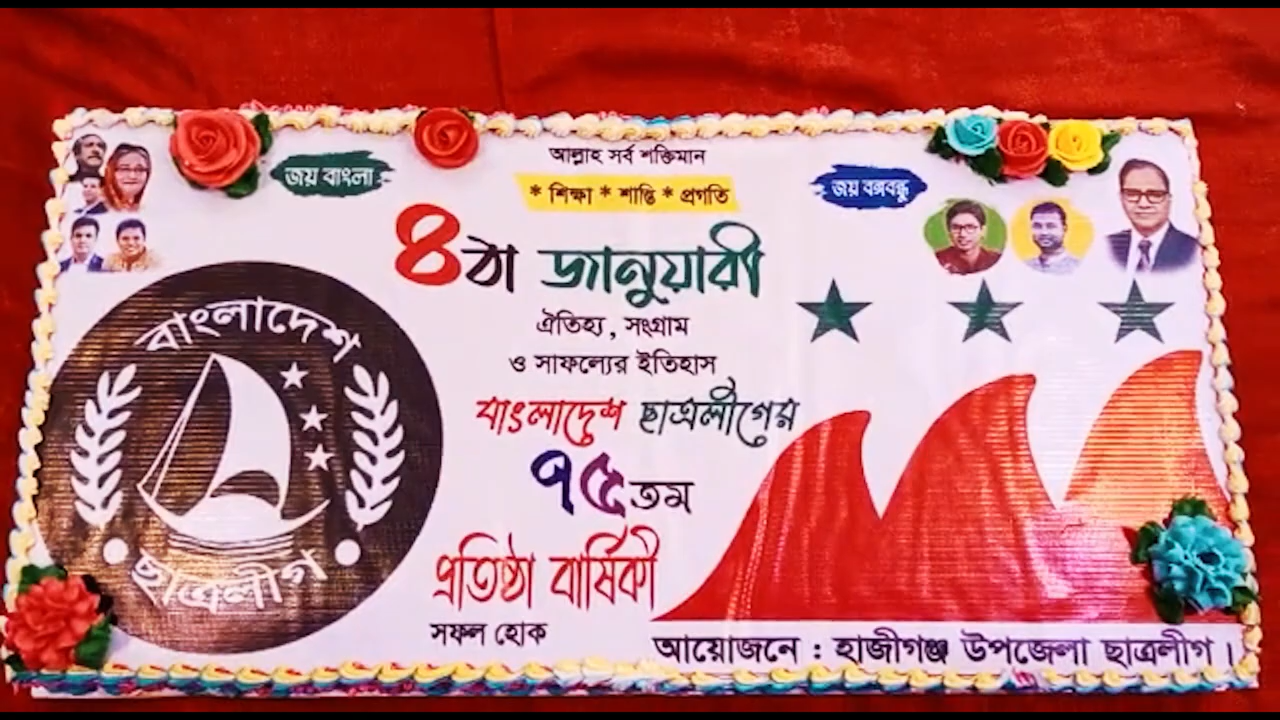 আল্লাহ সর্ব শক্তিমান
জয় বাংলা
* শিক্ষা * শান্তি * প্রগতি
জয় বঙ্গবন্ধু
৪ঠা জানুয়ারী
ঐতিহ্য, সংগ্রাম
ও সাফল্যের ইতিহাস
বাংলাদেশ ছাত্রলীগের
৭৫তম
প্রতিষ্ঠা বার্ষিকী
সফল হোক
বাংলাদেশ
ছাত্রলীগ
আয়োজনে : হাজীগঞ্জ উপজেলা ছাত্রলীগ।